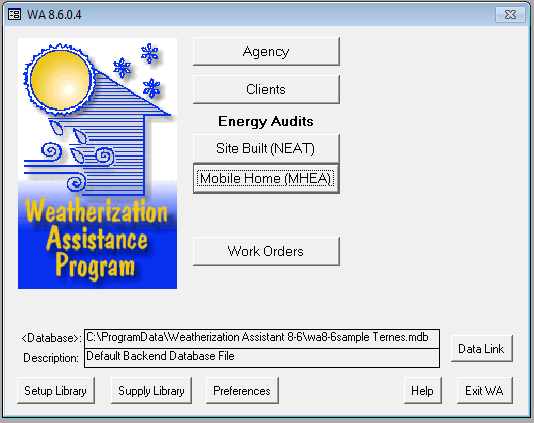 WA 8.6.0.4
Agency
Clients
Energy Audits
Site Built (NEAT)
Mobile Home (MHEA)
Weatherization
Assistance
Program
Work Orders
<Database>: C:\ProgramData\Weatherization Assistant 8-6\wa8-6sample Ternes.mdb
Description: Default Backend Database File
Data Link
Setup Library Supply Library Preferences Help Exit WA